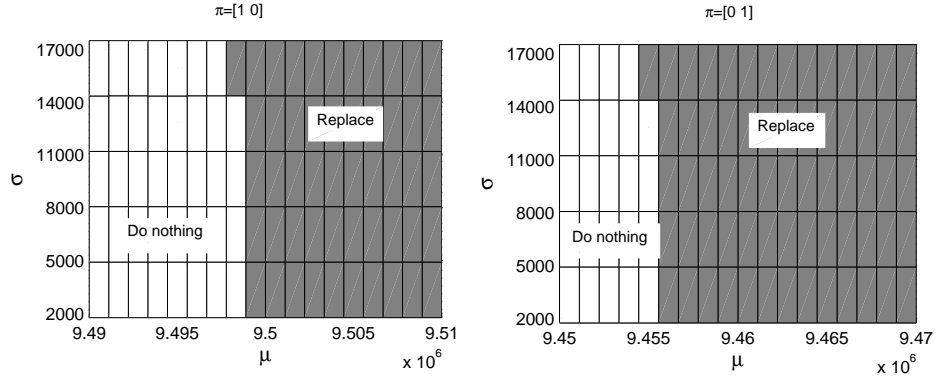 π=[1 0]
17000
14000
11000
8000
5000
2000
σ
Replace
Do nothing
9.49 9.495 9.5 9.505 9.51
μ
x 10^6
π=[0 1]
17000
14000
11000
8000
5000
2000
σ
Replace
Do nothing
9.45 9.455 9.46 9.465 9.47
μ
x 10^6